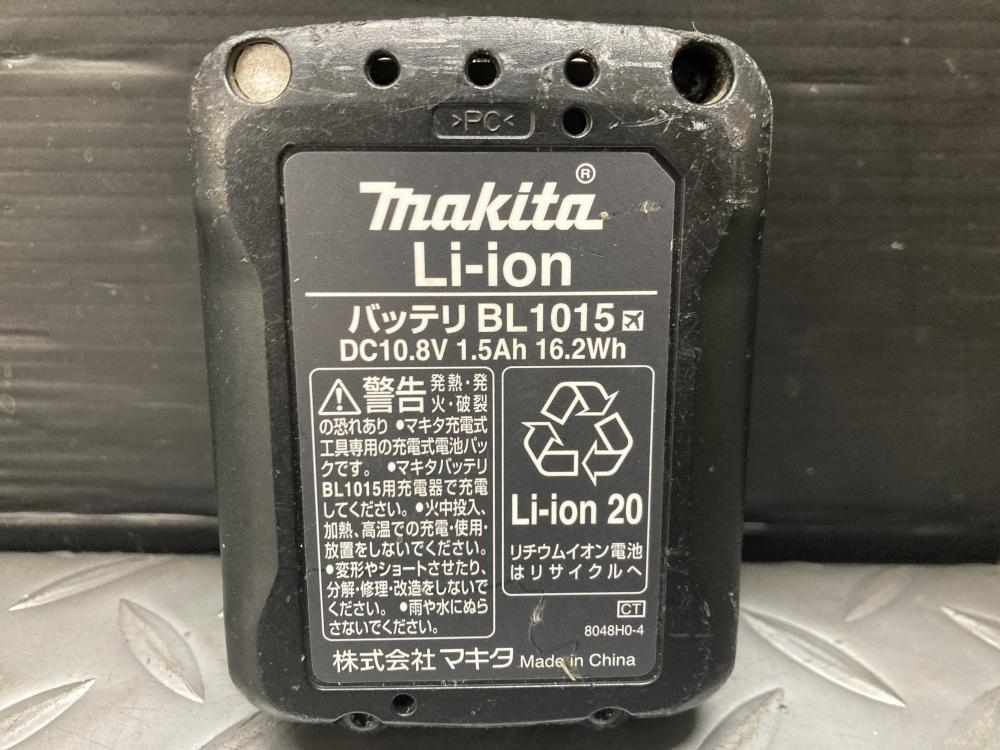 >PC<
makita®
Li-ion
バッテリ BL1015
DC10.8V 1.5Ah 16.2Wh
警告 発熱・発
火・破裂
の恐れあり ●マキタ充電式
工具専用の充電式電池パッ
クです。 ●マキタバッテリ
BL1015用充電器で充電
してください。●火中投入、
加熱、高温での充電・使用・
放置をしないでください。
●変形やショートさせたり、
分解・修理・改造をしないで
ください。 ●雨や水にぬら
さないでください。
Li-ion 20
リチウムイオン電池
はリサイクルへ
CT
8048H0-4
株式会社 マキタ Made in China